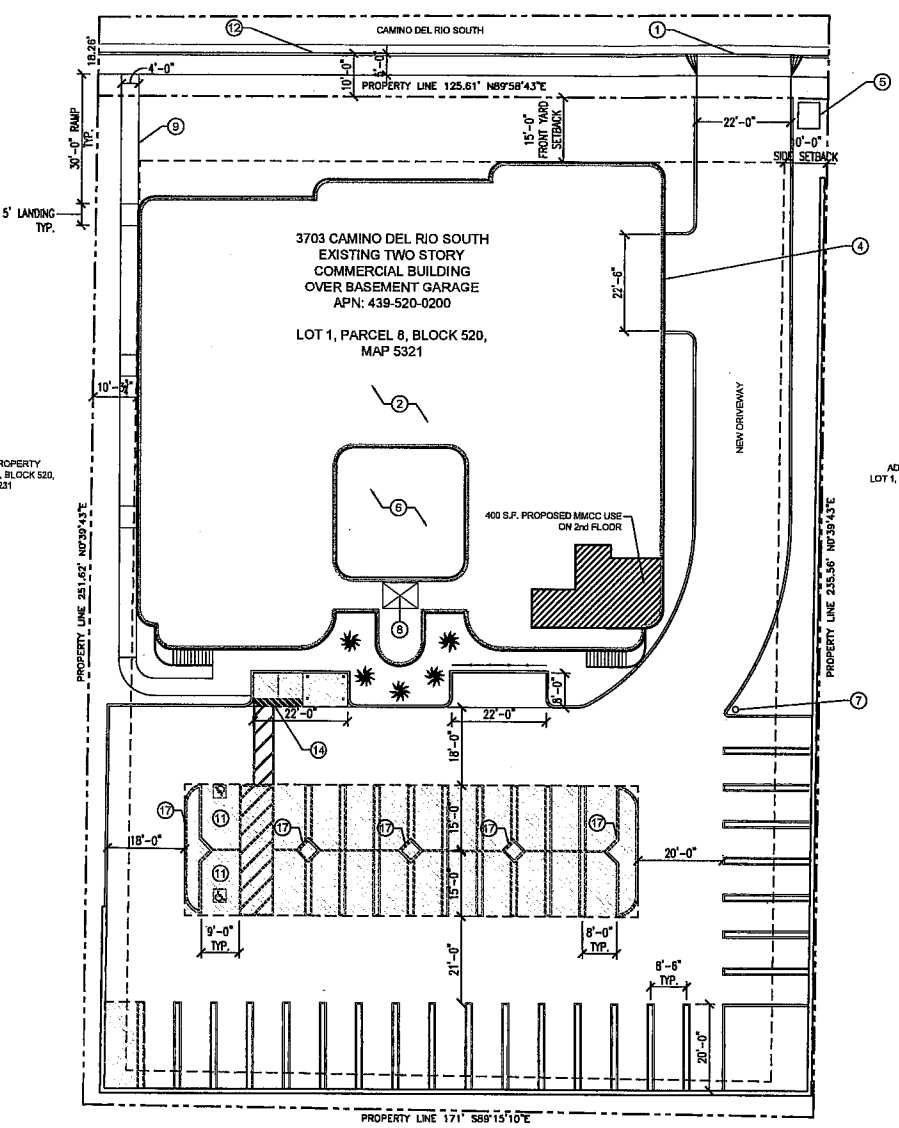 CAMINO DEL RIO SOUTH
12
1
18.26'
4'-0"
10'-0"
PROPERTY LINE 125.61' N89°58'43"E
5
9
30'-0" RAMP
TYP.
15'-0"
FRONT YARD
SETBACK
22'-0"
SIDE SETBACK
5' LANDING
TYP.
3703 CAMINO DEL RIO SOUTH
EXISTING TWO STORY
COMMERCIAL BUILDING
OVER BASEMENT GARAGE
APN: 439-520-0200
LOT 1, PARCEL 8, BLOCK 520,
MAP 5321
22'-6"
4
2
NEW DRIVEWAY
ROPERTY
, BLOCK 520,
231
AD
LOT 1,
6
400 S.F. PROPOSED MMCC USE
ON 2nd FLOOR
8
PROPERTY LINE 251.62' N0°39'43"E
PROPERTY LINE 235.56' N0°39'43"E
7
22'-0"
22'-0"
14
18'-0"
17
11
17
17
17
17
15'-0"
18'-0"
20'-0"
11
15'-0"
9'-0"
TYP.
8'-0"
TYP.
21'-0"
8'-6"
TYP.
20'-0"
PROPERTY LINE 171' S89°15'10"E